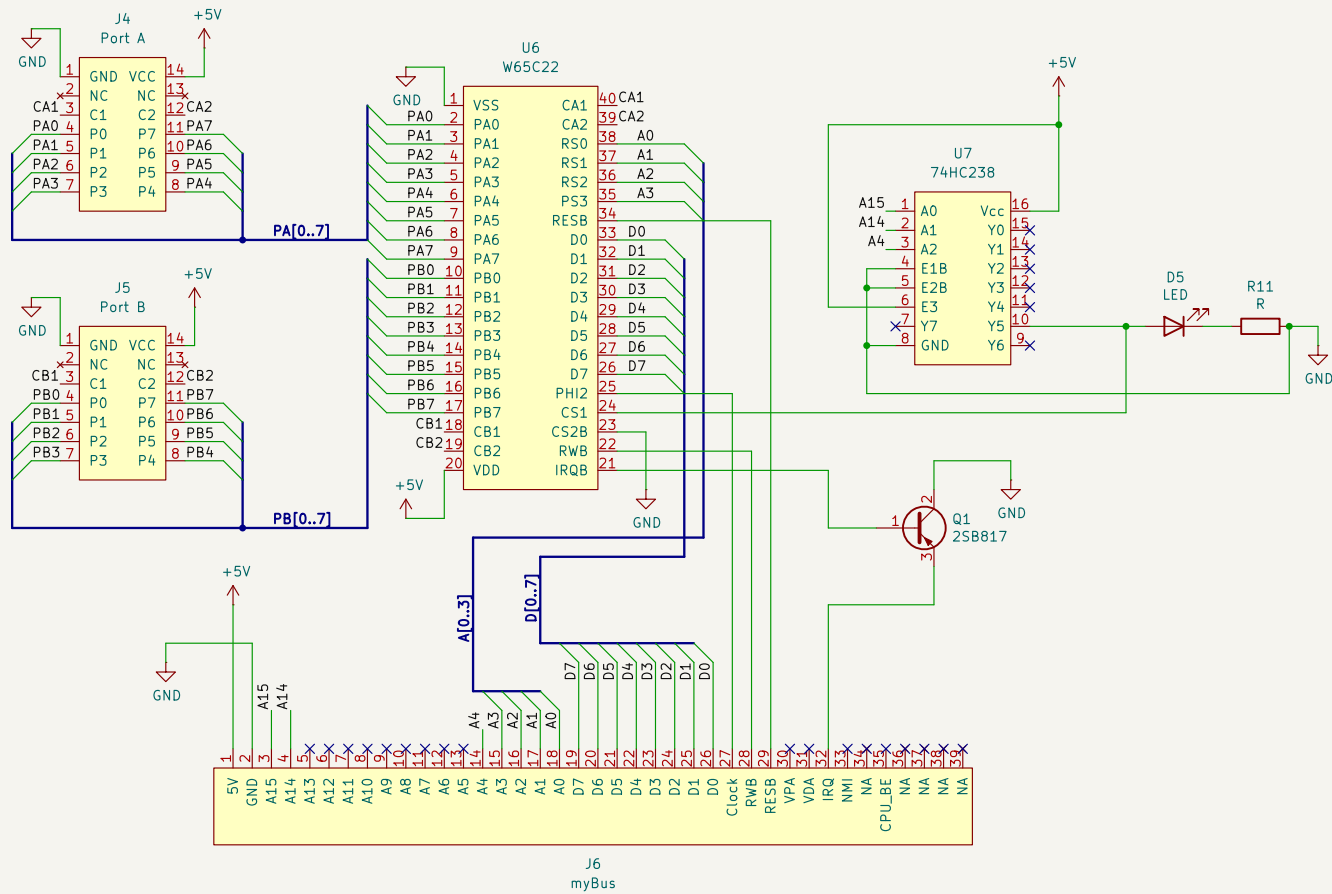 J4
Port A
+5V
GND
1 GND VCC 14
2 NC NC 13
CA1 3 C1 C2 12 CA2
PA0 4 P0 P7 11 PA7
PA1 5 P1 P6 10 PA6
PA2 6 P2 P5 9 PA5
PA3 7 P3 P4 8 PA4
PA[0..7]
J5
Port B
+5V
GND
1 GND VCC 14
2 NC NC 13
CB1 3 C1 C2 12 CB2
PB0 4 P0 P7 11 PB7
PB1 5 P1 P6 10 PB6
PB2 6 P2 P5 9 PB5
PB3 7 P3 P4 8 PB4
PB[0..7]
U6
W65C22
GND
1 VSS CA1 40 CA1
PA0 2 PA0 CA2 39 CA2
PA1 3 PA1 RS0 38 A0
PA2 4 PA2 RS1 37 A1
PA3 5 PA3 RS2 36 A2
PA4 6 PA4 PS3 35 A3
PA5 7 PA5 RESB 34
PA6 8 PA6 D0 33 D0
PA7 9 PA7 D1 32 D1
PB0 10 PB0 D2 31 D2
PB1 11 PB1 D3 30 D3
PB2 12 PB2 D4 29 D4
PB3 13 PB3 D5 28 D5
PB4 14 PB4 D6 27 D6
PB5 15 PB5 D7 26 D7
PB6 16 PB6 PHI2 25
PB7 17 PB7 CS1 24
CB1 18 CB1 CS2B 23
CB2 19 CB2 RWB 22
20 VDD IRQB 21
+5V
GND
+5V
U7
74HC238
A15 1 A0 Vcc 16
A14 2 A1 Y0 15
A4 3 A2 Y1 14
4 E1B Y2 13
5 E2B Y3 12
6 E3 Y4 11
7 Y7 Y5 10
8 GND Y6 9
D5
LED
R11
R
GND
GND
1
2
3
Q1
2SB817
A[0..3]
D[0..7]
+5V
GND
A15
A14
A4
A3
A2
A1
A0
D7
D6
D5
D4
D3
D2
D1
D0
1 5V
2 GND
3 A15
4 A14
5 A13
6 A12
7 A11
8 A10
9 A9
10 A8
11 A7
12 A6
13 A5
14 A4
15 A3
16 A2
17 A1
18 A0
19 D7
20 D6
21 D5
22 D4
23 D3
24 D2
25 D1
26 D0
27 Clock
28 RWB
29 RESB
30 VPA
31 VDA
32 IRQ
33 NMI
34 NA
35 CPU_BE
36 NA
37 NA
38 NA
39 NA
J6
myBus